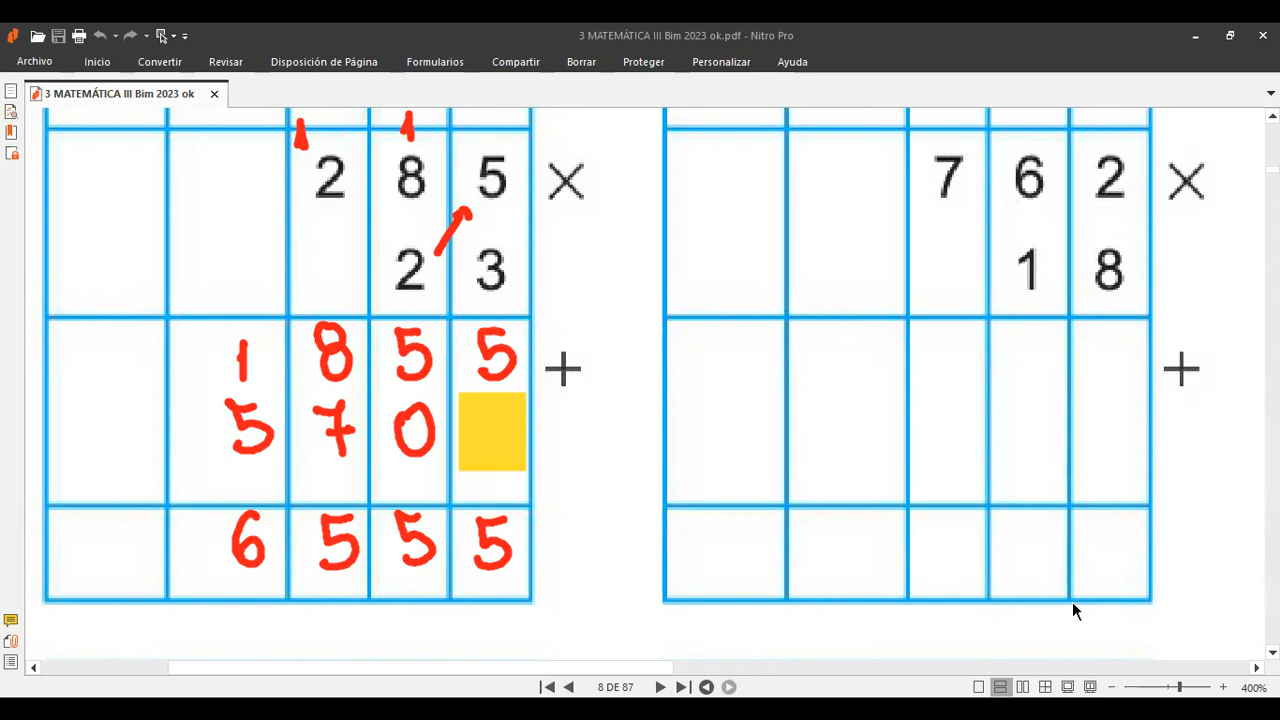 3 MATEMÁTICA III Bim 2023 ok.pdf - Nitro Pro
Archivo Inicio Convertir Revisar Disposición de Página Formularios Compartir Borrar Proteger Personalizar Ayuda
3 MATEMÁTICA III Bim 2023 ok
1 1
2 8 5 ×
2 3
1 8 5 5 +
5 7 0
6 5 5 5
7 6 2 ×
1 8
+
8 DE 87
400%